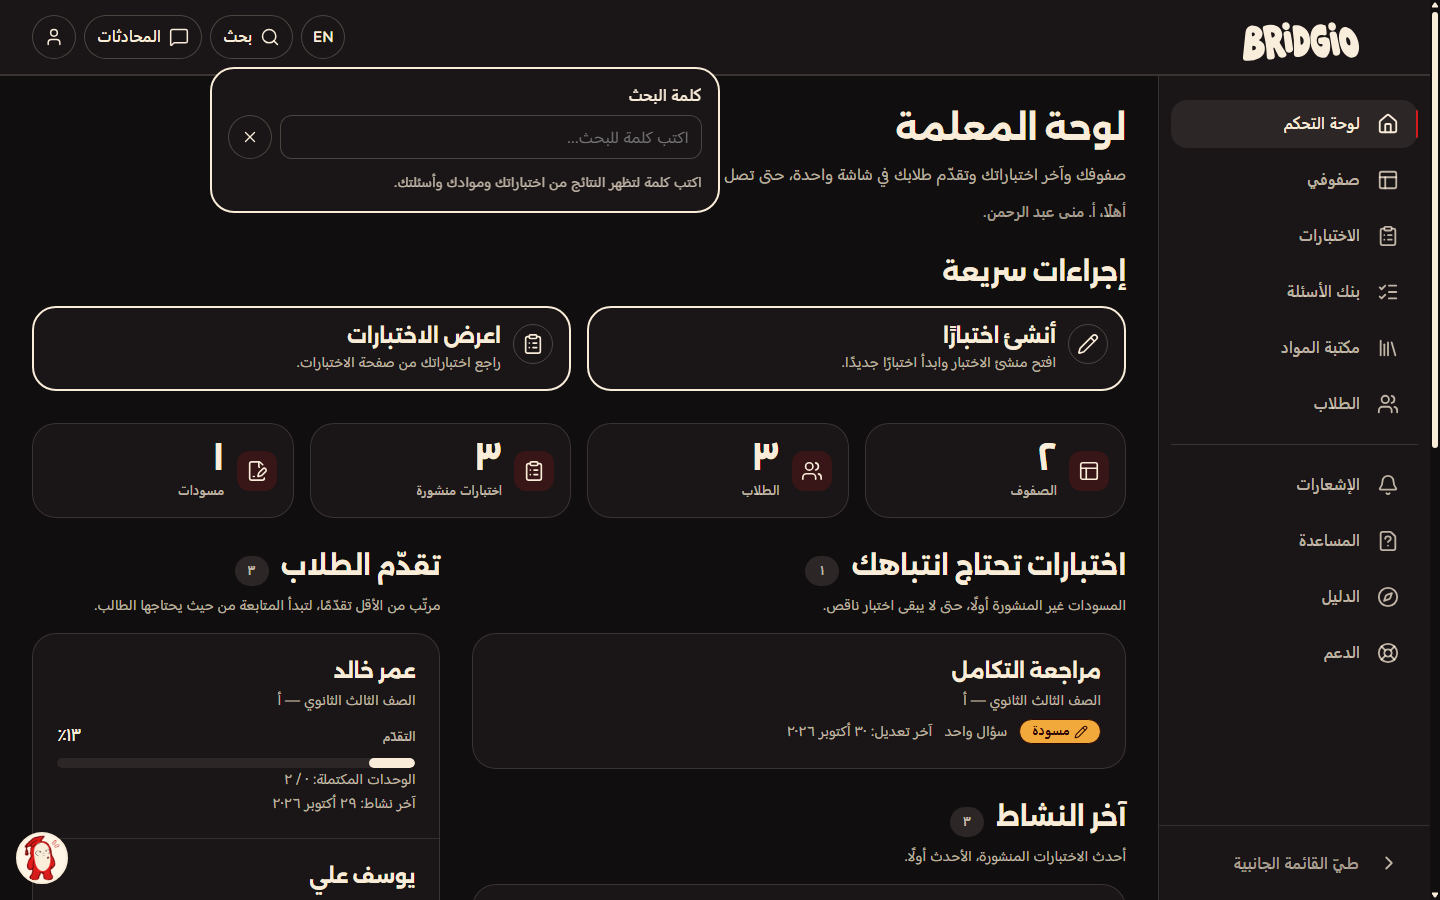 BRiDGiO
EN
بحث
المحادثات
لوحة التحكم
صفوفي
الاختبارات
بنك الأسئلة
مكتبة المواد
الطلاب
الإشعارات
المساعدة
الدليل
الدعم
طيّ القائمة الجانبية
كلمة البحث
اكتب كلمة للبحث...
اكتب كلمة لتظهر النتائج من اختباراتك وموادك وأسئلتك.
لوحة المعلمة
صفوفك وآخر اختباراتك وتقدّم طلابك في شاشة واحدة، حتى تصل
أهلًا، أ. منى عبد الرحمن.
إجراءات سريعة
أنشئ اختبارًا
افتح منشئ الاختبار وابدأ اختبارًا جديدًا.
اعرض الاختبارات
راجع اختباراتك من صفحة الاختبارات.
٢
الصفوف
٣
الطلاب
٣
اختبارات منشورة
١
مسودات
اختبارات تحتاج انتباهك ١
المسودات غير المنشورة أولًا، حتى لا يبقى اختبار ناقص.
مراجعة التكامل
الصف الثالث الثانوي — أ
مسودة سؤال واحد آخر تعديل: ٣٠ أكتوبر ٢٠٢٦
آخر النشاط ٣
أحدث الاختبارات المنشورة، الأحدث أولًا.
تقدّم الطلاب ٣
مرتّب من الأقل تقدّمًا، لتبدأ المتابعة من حيث يحتاجها الطالب.
عمر خالد
الصف الثالث الثانوي — أ
التقدّم ١٣٪
الوحدات المكتملة: ٠ / ٢
آخر نشاط: ٢٩ أكتوبر ٢٠٢٦
يوسف علي